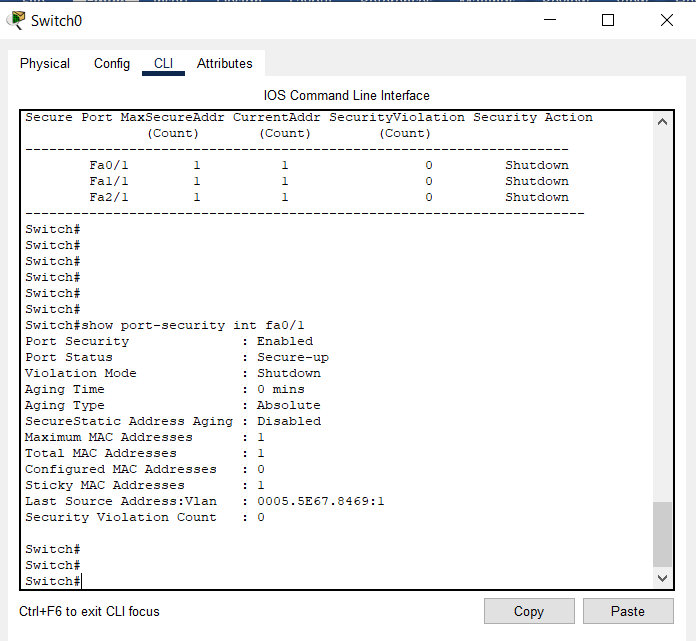 Switch0
Physical Config CLI Attributes
IOS Command Line Interface
Secure Port MaxSecureAddr CurrentAddr SecurityViolation Security Action
(Count) (Count) (Count)
--------------------------------------------------------------------
Fa0/1 1 1 0 Shutdown
Fa1/1 1 1 0 Shutdown
Fa2/1 1 1 0 Shutdown
----------------------------------------------------------------------
Switch#
Switch#
Switch#
Switch#
Switch#
Switch#
Switch#show port-security int fa0/1
Port Security : Enabled
Port Status : Secure-up
Violation Mode : Shutdown
Aging Time : 0 mins
Aging Type : Absolute
SecureStatic Address Aging : Disabled
Maximum MAC Addresses : 1
Total MAC Addresses : 1
Configured MAC Addresses : 0
Sticky MAC Addresses : 1
Last Source Address:Vlan : 0005.5E67.8469:1
Security Violation Count : 0
Switch#
Switch#
Switch#
Ctrl+F6 to exit CLI focus
Copy Paste